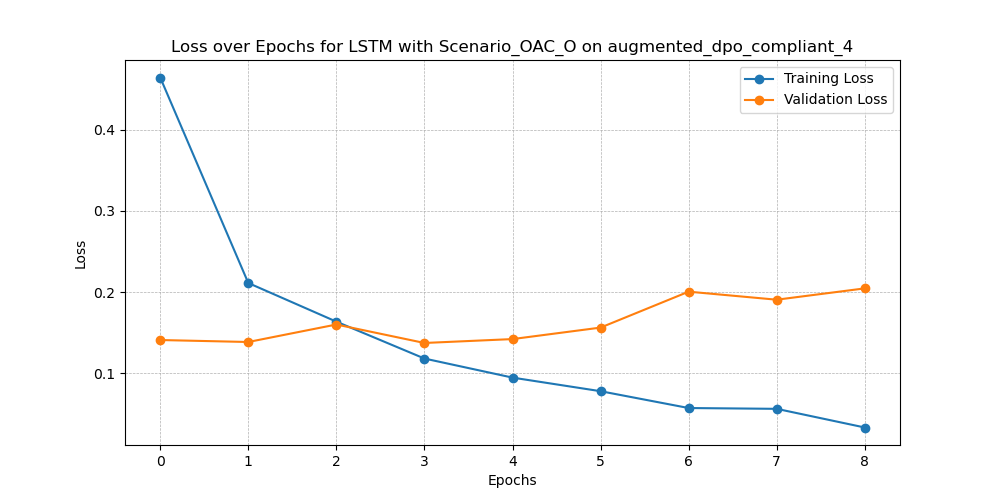 Loss over Epochs for LSTM with Scenario_OAC_O on augmented_dpo_compliant_4
Training Loss
Validation Loss
0.4
0.3
0.2
0.1
Loss
0 1 2 3 4 5 6 7 8
Epochs